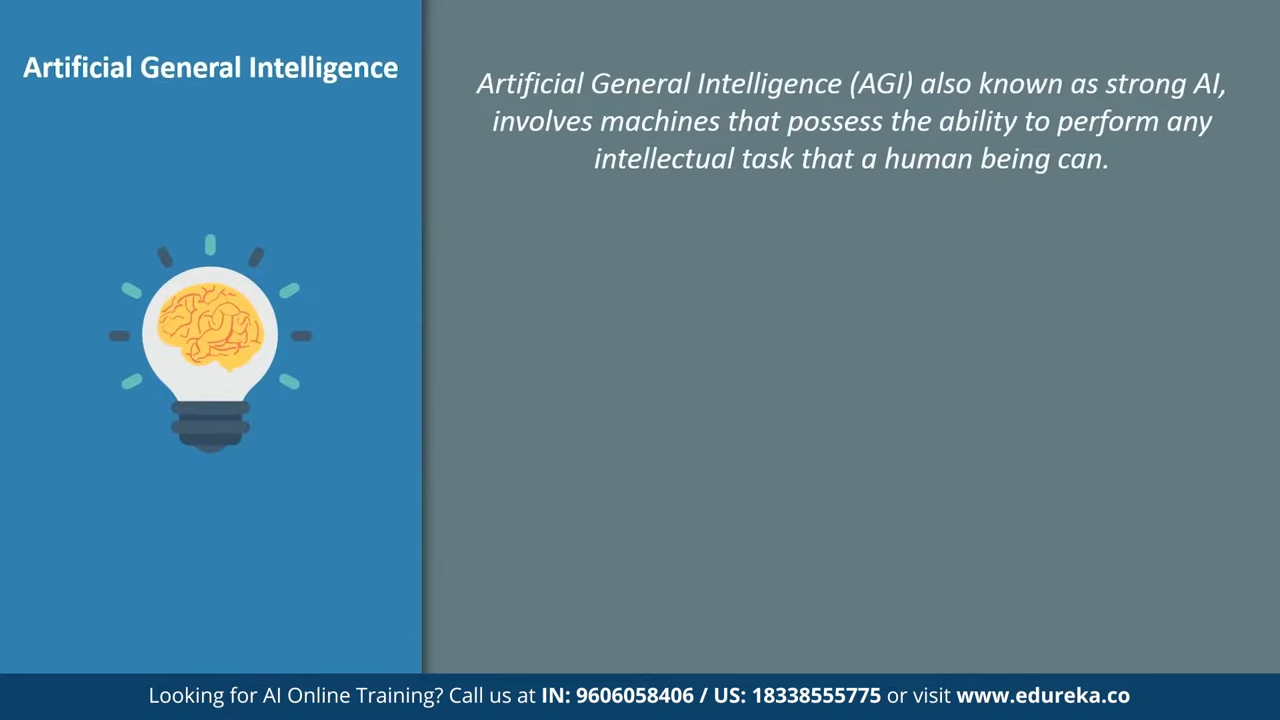 Artificial General Intelligence
Artificial General Intelligence (AGI) also known as strong AI,
involves machines that possess the ability to perform any
intellectual task that a human being can.
Looking for AI Online Training? Call us at IN: 9606058406 / US: 18338555775 or visit www.edureka.co